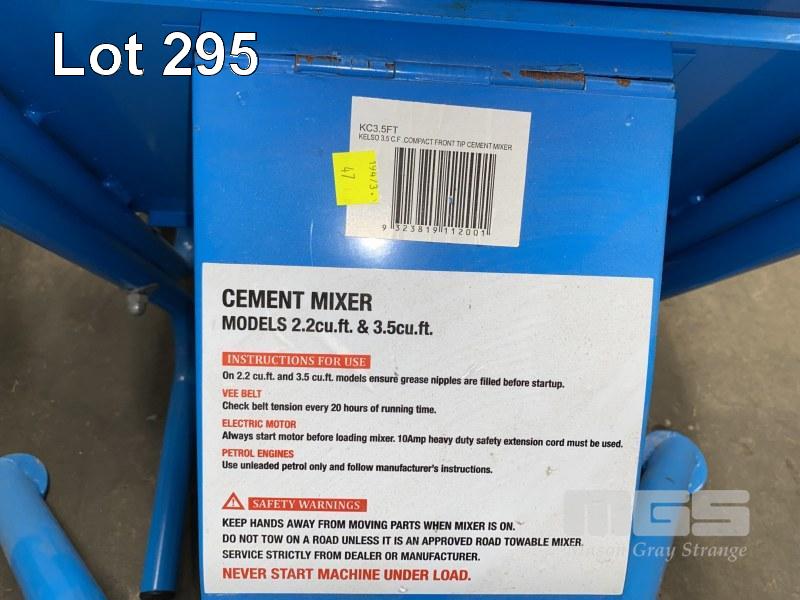 Lot 295
KC3.5FT
KELSO 3.5 C.F. COMPACT FRONT TIP CEMENT MIXER
47
9 323819 112001
CEMENT MIXER
MODELS 2.2cu.ft. & 3.5cu.ft.
INSTRUCTIONS FOR USE
On 2.2 cu.ft. and 3.5 cu.ft. models ensure grease nipples are filled before startup.
VEE BELT
Check belt tension every 20 hours of running time.
ELECTRIC MOTOR
Always start motor before loading mixer. 10Amp heavy duty safety extension cord must be used.
PETROL ENGINES
Use unleaded petrol only and follow manufacturer's instructions.
SAFETY WARNINGS
KEEP HANDS AWAY FROM MOVING PARTS WHEN MIXER IS ON.
DO NOT TOW ON A ROAD UNLESS IT IS AN APPROVED ROAD TOWABLE MIXER.
SERVICE STRICTLY FROM DEALER OR MANUFACTURER.
NEVER START MACHINE UNDER LOAD.
MGS
Mason Gray Strange